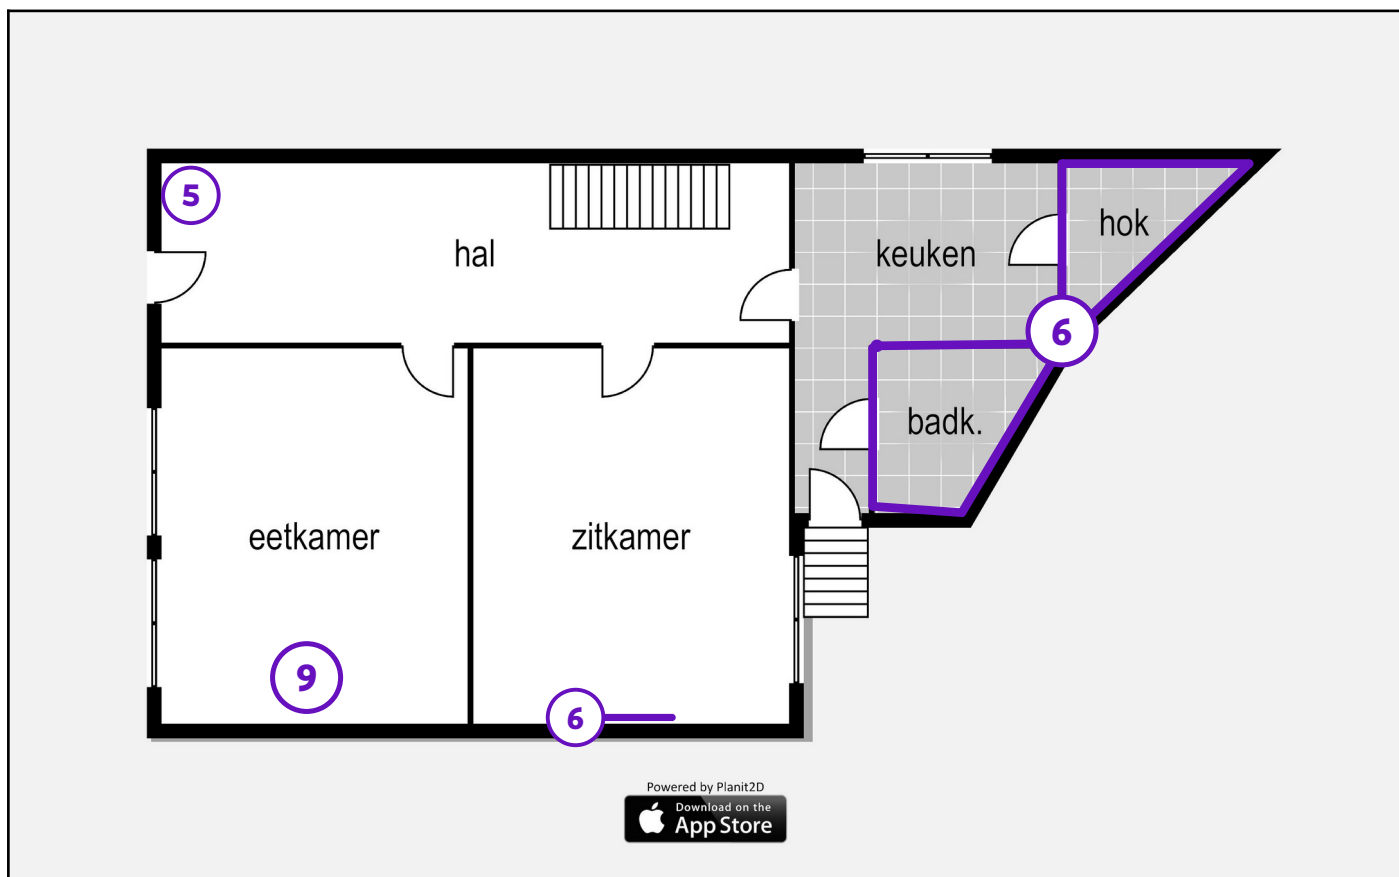 5
hal
keuken
hok
6
badk.
eetkamer
zitkamer
9
6
Powered by Planit2D
Download on the
App Store